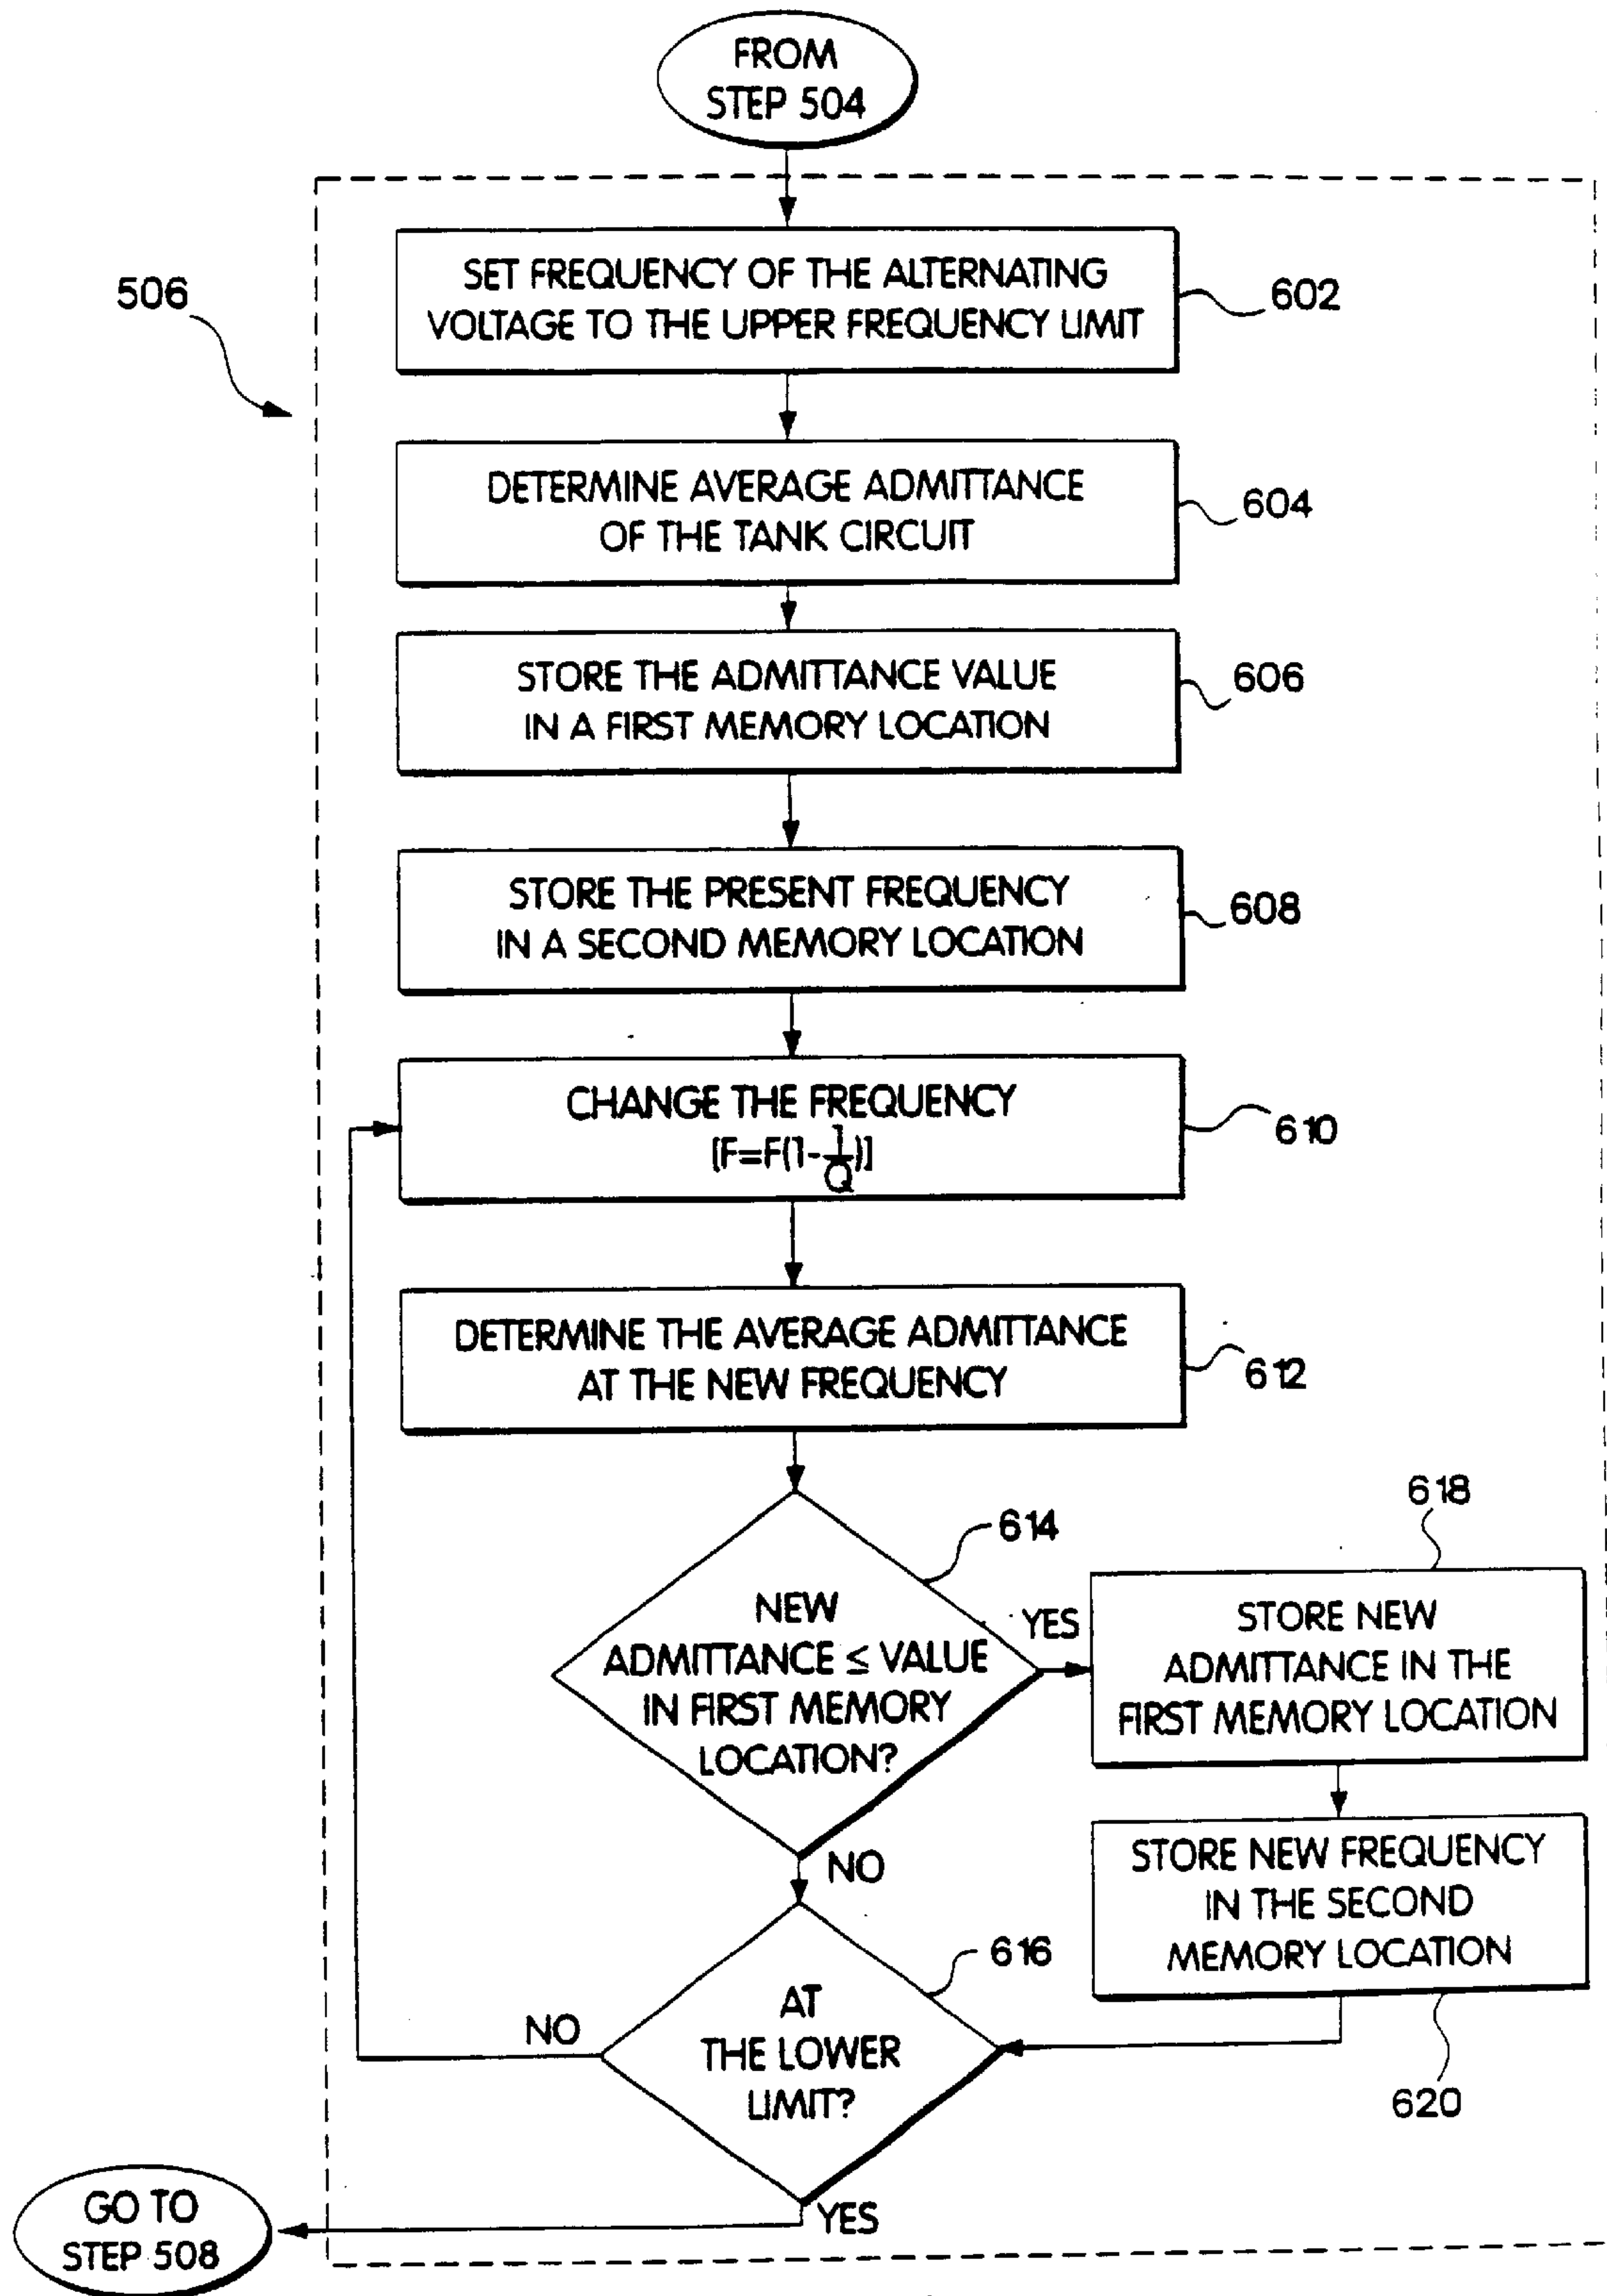 FROM
STEP 504
506
SET FREQUENCY OF THE ALTERNATING
VOLTAGE TO THE UPPER FREQUENCY LIMIT
602
DETERMINE AVERAGE ADMITTANCE
OF THE TANK CIRCUIT
604
STORE THE ADMITTANCE VALUE
IN A FIRST MEMORY LOCATION
606
STORE THE PRESENT FREQUENCY
IN A SECOND MEMORY LOCATION
608
CHANGE THE FREQUENCY
[F=F(1-1/Q)]
610
DETERMINE THE AVERAGE ADMITTANCE
AT THE NEW FREQUENCY
612
614
NEW
ADMITTANCE ≤ VALUE
IN FIRST MEMORY
LOCATION?
YES
NO
618
STORE NEW
ADMITTANCE IN THE
FIRST MEMORY LOCATION
STORE NEW FREQUENCY
IN THE SECOND
MEMORY LOCATION
620
616
AT
THE LOWER
LIMIT?
NO
YES
GO TO
STEP 508